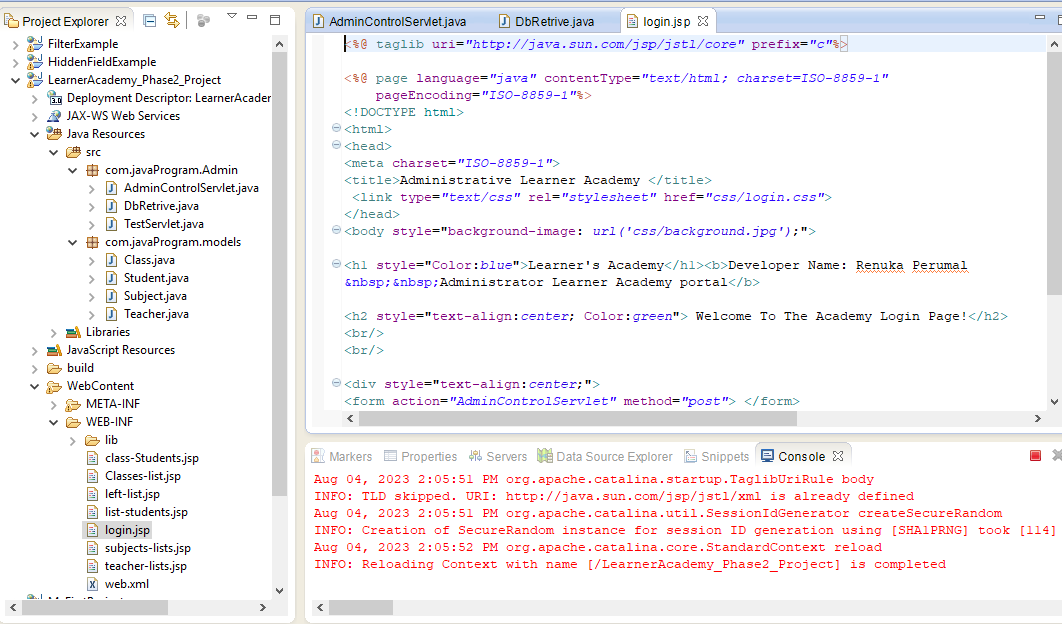 Project Explorer
FilterExample
HiddenFieldExample
LearnerAcademy_Phase2_Project
Deployment Descriptor: LearnerAcader
JAX-WS Web Services
Java Resources
src
com.javaProgram.Admin
AdminControlServlet.java
DbRetrive.java
TestServlet.java
com.javaProgram.models
Class.java
Student.java
Subject.java
Teacher.java
Libraries
JavaScript Resources
build
WebContent
META-INF
WEB-INF
lib
class-Students.jsp
Classes-list.jsp
left-list.jsp
list-students.jsp
login.jsp
subjects-lists.jsp
teacher-lists.jsp
web.xml
AdminControlServlet.java
DbRetrive.java
login.jsp
<%@ taglib uri="http://java.sun.com/jsp/jstl/core" prefix="c"%>
<%@ page language="java" contentType="text/html; charset=ISO-8859-1"
pageEncoding="ISO-8859-1"%>
<!DOCTYPE html>
<html>
<head>
<meta charset="ISO-8859-1">
<title>Administrative Learner Academy </title>
<link type="text/css" rel="stylesheet" href="css/login.css">
</head>
<body style="background-image: url('css/background.jpg');">
<h1 style="Color:blue">Learner's Academy</h1><b>Developer Name: Renuka Perumal
&nbsp;&nbsp;Administrator Learner Academy portal</b>
<h2 style="text-align:center; Color:green"> Welcome To The Academy Login Page!</h2>
<br/>
<br/>
<div style="text-align:center;">
<form action="AdminControlServlet" method="post"> </form>
Markers
Properties
Servers
Data Source Explorer
Snippets
Console
Aug 04, 2023 2:05:51 PM org.apache.catalina.startup.TaglibUriRule body
INFO: TLD skipped. URI: http://java.sun.com/jsp/jstl/xml is already defined
Aug 04, 2023 2:05:51 PM org.apache.catalina.util.SessionIdGenerator createSecureRandom
INFO: Creation of SecureRandom instance for session ID generation using [SHA1PRNG] took [114]
Aug 04, 2023 2:05:52 PM org.apache.catalina.core.StandardContext reload
INFO: Reloading Context with name [/LearnerAcademy_Phase2_Project] is completed